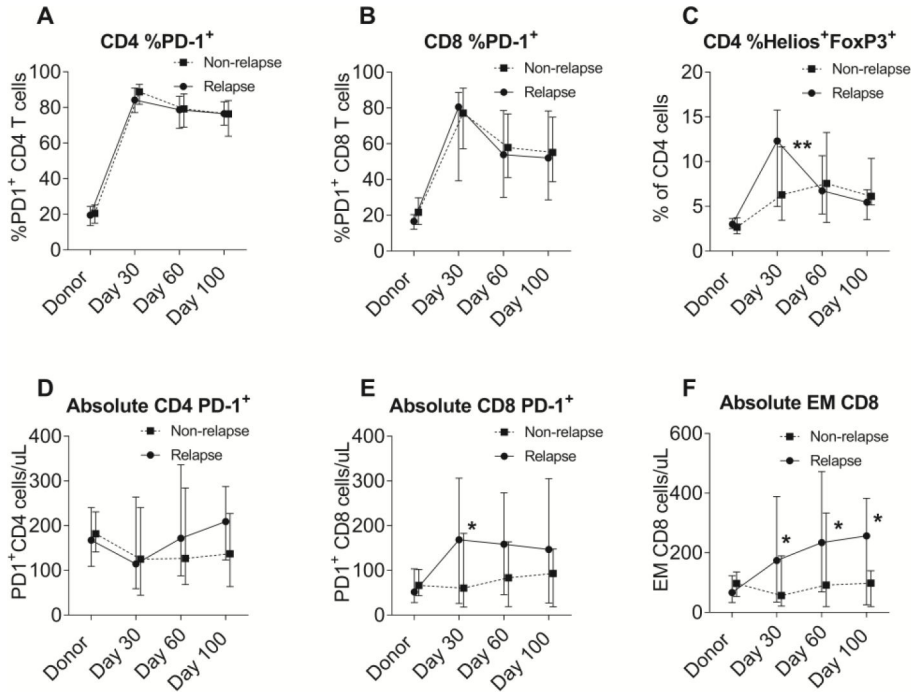 A
CD4 %PD-1⁺
Non-relapse
Relapse
%PD1⁺ CD4 T cells
100
80
60
40
20
0
Donor
Day 30
Day 60
Day 100
B
CD8 %PD-1⁺
Non-relapse
Relapse
%PD1⁺ CD8 T cells
100
80
60
40
20
0
Donor
Day 30
Day 60
Day 100
C
CD4 %Helios⁺FoxP3⁺
Non-relapse
Relapse
% of CD4 cells
20
15
10
5
0
**
Donor
Day 30
Day 60
Day 100
D
Absolute CD4 PD-1⁺
Non-relapse
Relapse
PD1⁺CD4 cells/uL
400
300
200
100
0
Donor
Day 30
Day 60
Day 100
E
Absolute CD8 PD-1⁺
Non-relapse
Relapse
PD1⁺ CD8 cells/uL
400
300
200
100
0
*
Donor
Day 30
Day 60
Day 100
F
Absolute EM CD8
Non-relapse
Relapse
EM CD8 cells/uL
600
400
200
0
* * *
Donor
Day 30
Day 60
Day 100